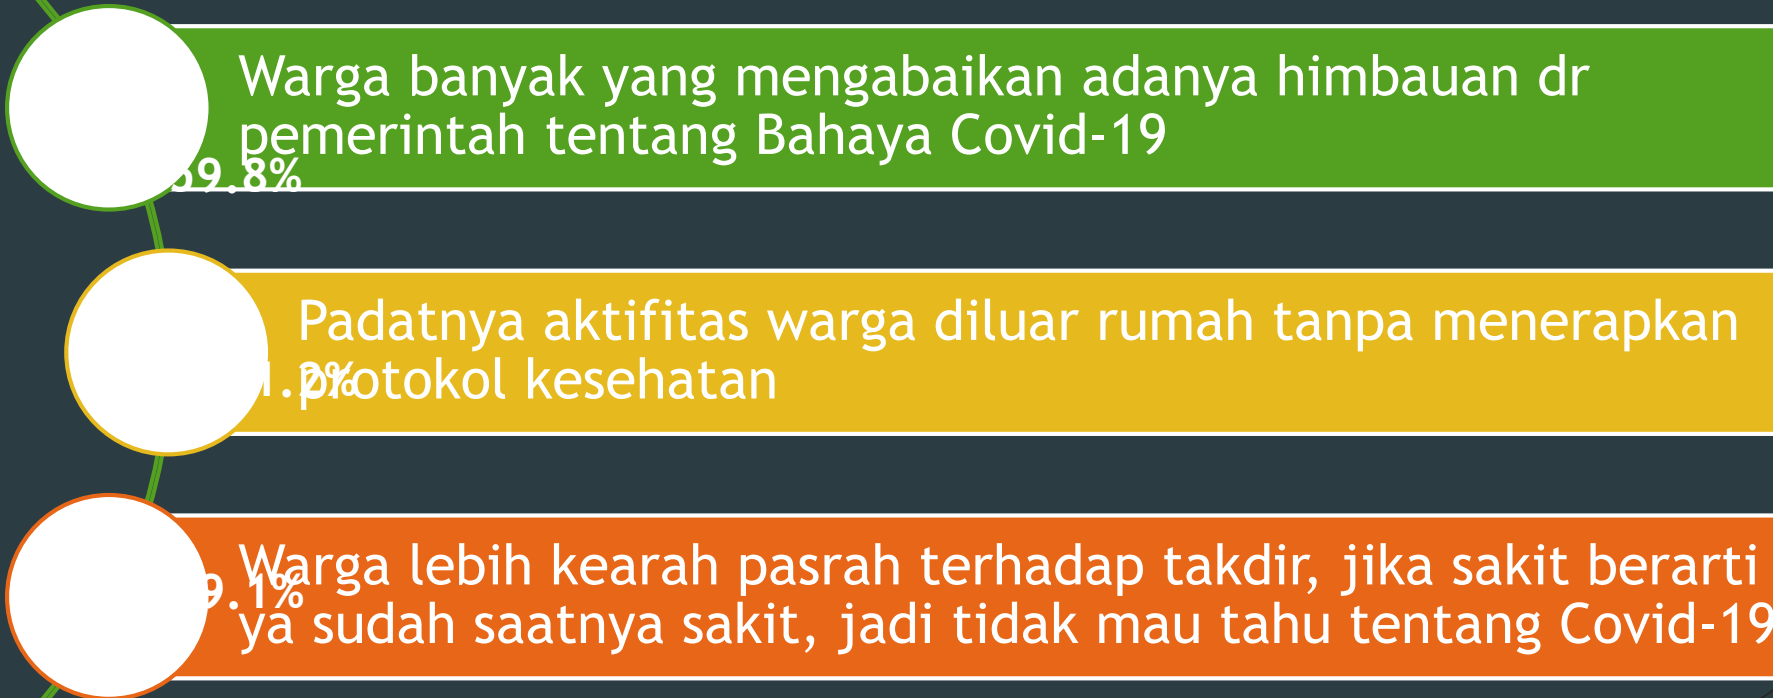 Warga banyak yang mengabaikan adanya himbauan dr
pemerintah tentang Bahaya Covid-19
Padatnya aktifitas warga diluar rumah tanpa menerapkan
protokol kesehatan
Warga lebih kearah pasrah terhadap takdir, jika sakit berarti
ya sudah saatnya sakit, jadi tidak mau tahu tentang Covid-19